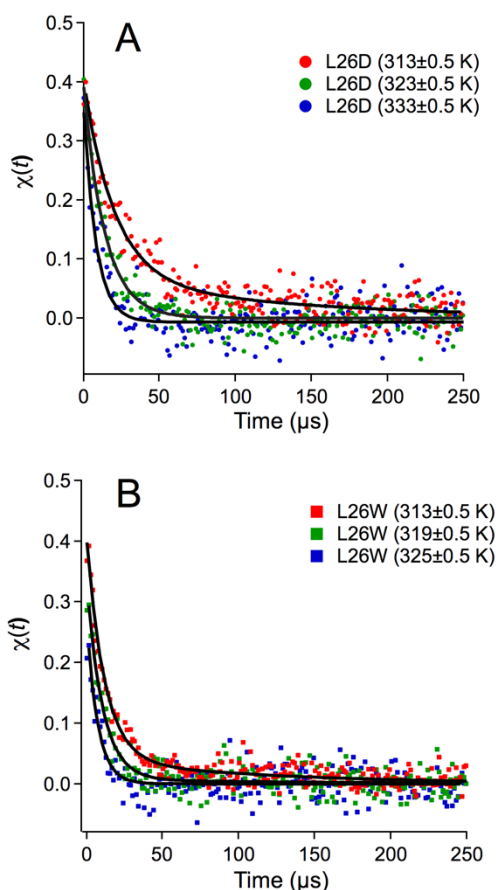 A
0.5
0.4
0.3
0.2
0.1
0.0
χ(t)
L26D (313±0.5 K)
L26D (323±0.5 K)
L26D (333±0.5 K)
0 50 100 150 200 250
Time (µs)
B
0.5
0.4
0.3
0.2
0.1
0.0
χ(t)
L26W (313±0.5 K)
L26W (319±0.5 K)
L26W (325±0.5 K)
0 50 100 150 200 250
Time (µs)